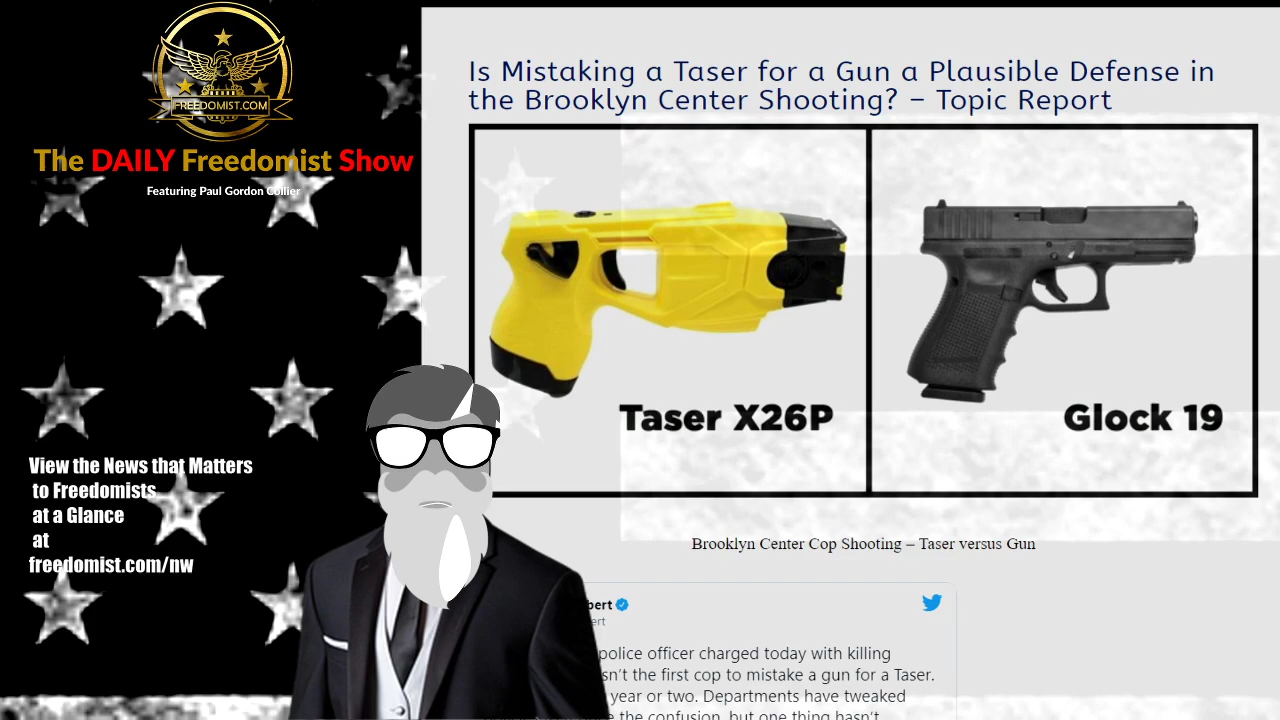 FREEDOMIST.COM
The DAILY Freedomist Show
Featuring Paul Gordon Collier
View the News that Matters
to Freedomists
at a Glance
at
freedomist.com/nw
Is Mistaking a Taser for a Gun a Plausible Defense in
the Brooklyn Center Shooting? – Topic Report
Taser X26P
Glock 19
Brooklyn Center Cop Shooting – Taser versus Gun
bert
ert
police officer charged today with killing
sn't the first cop to mistake a gun for a Taser.
year or two. Departments have tweaked
the confusion, but one thing hasn't